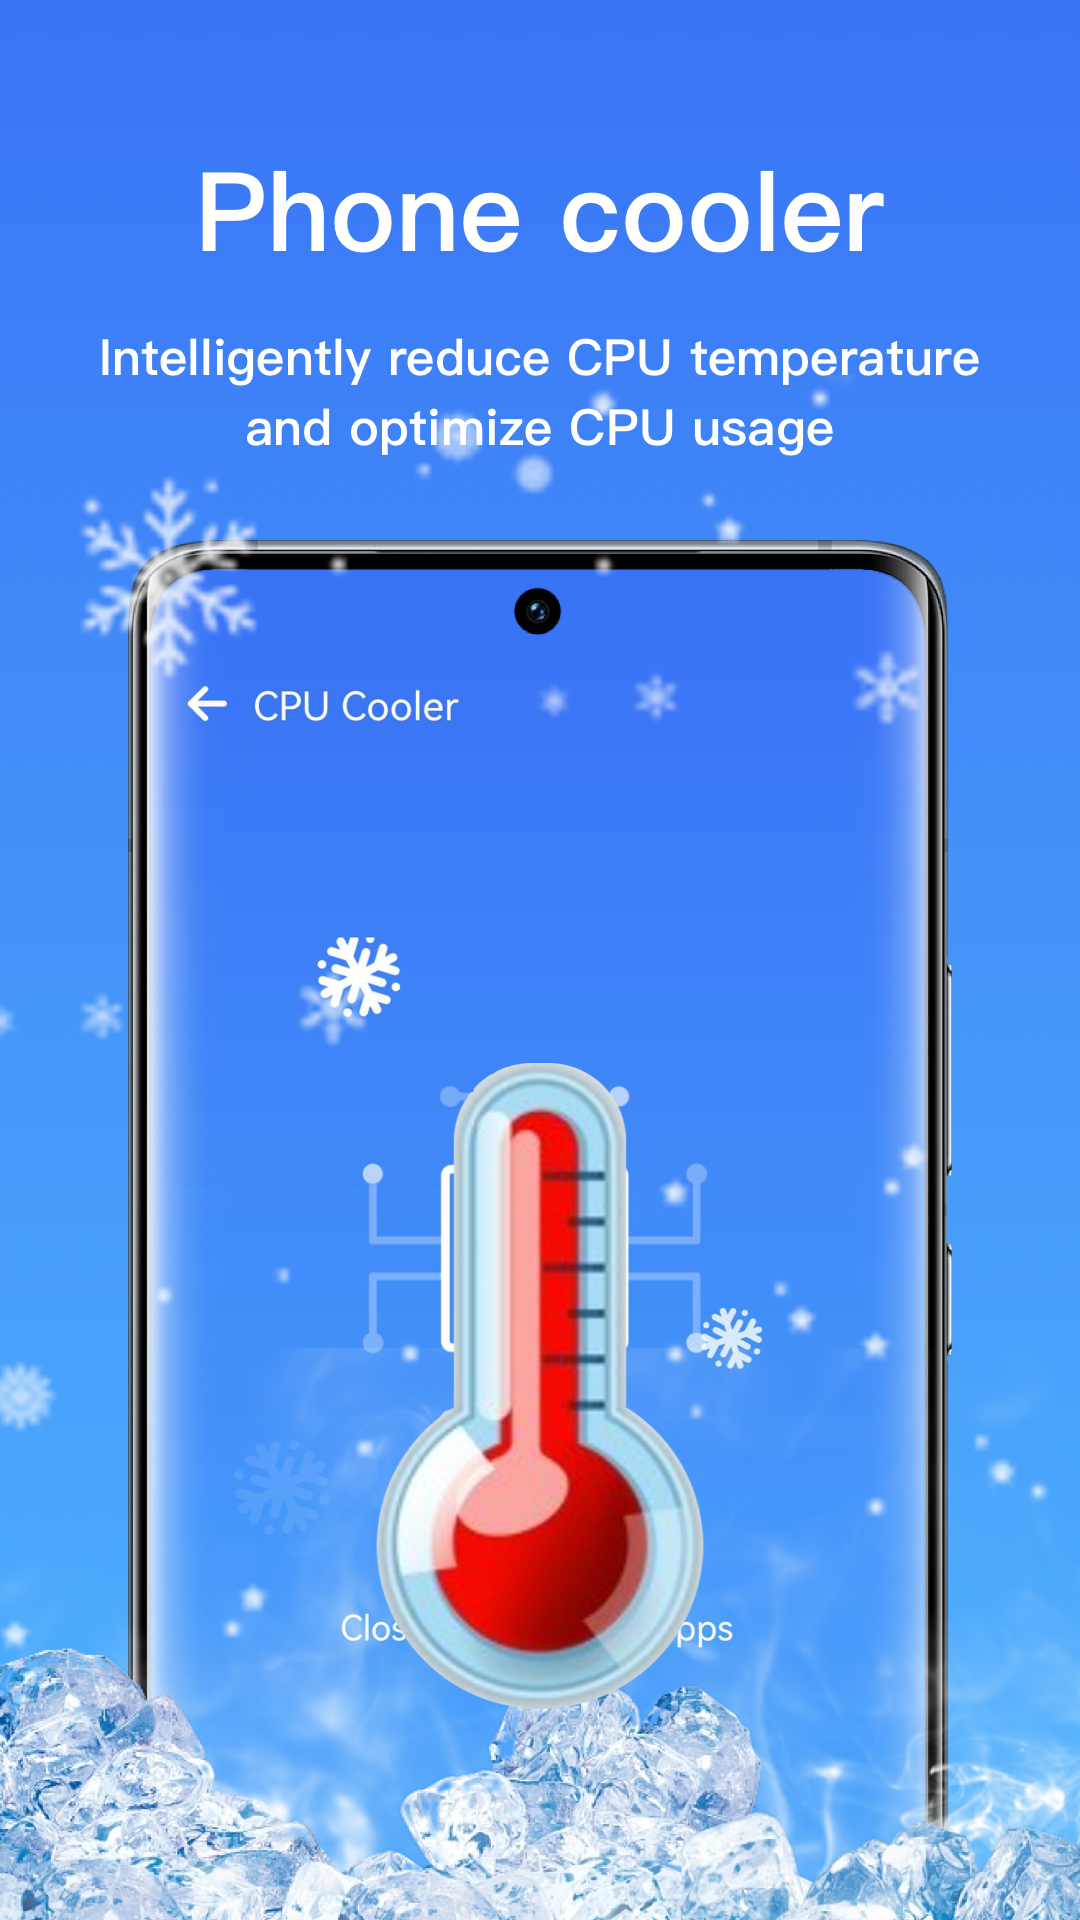 Phone cooler
Intelligently reduce CPU temperature
and optimize CPU usage
CPU Cooler